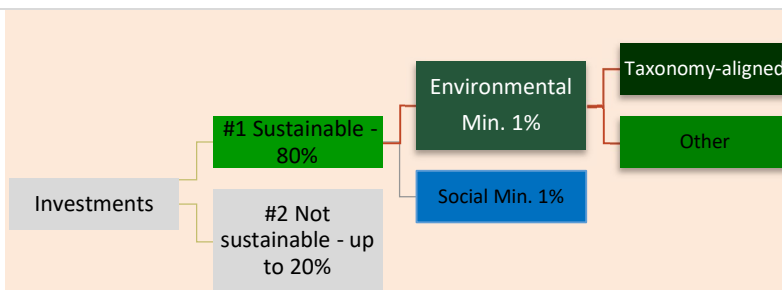 Investments
#1 Sustainable -
80%
#2 Not
sustainable - up
to 20%
Environmental
Min. 1%
Social Min. 1%
Taxonomy-aligned
Other